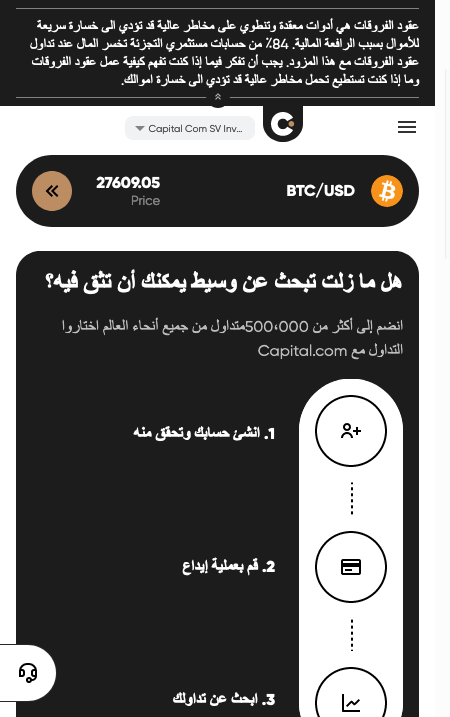 عقود الفروقات هي أدوات معقدة وتنطوي على مخاطر عالية قد تؤدي الى خسارة سريعة
للأموال بسبب الرافعة المالية. 84٪ من حسابات مستثمري التجزئة تخسر المال عند تداول
عقود الفروقات مع هذا المزود. يجب أن تفكر فيما إذا كنت تفهم كيفية عمل عقود الفروقات
وما إذا كنت تستطيع تحمل مخاطر عالية قد تؤدي الى خسارة اموالك.
Capital Com SV Inv...
BTC/USD
27609.05
Price
هل ما زلت تبحث عن وسيط يمكنك أن تثق فيه؟
انضم إلى أكثر من 500،000متداول من جميع أنحاء العالم اختاروا
التداول مع Capital.com
1. انشئ حسابك وتحقق منه
2. قم بعملية إيداع
3. ابحث عن تداولك